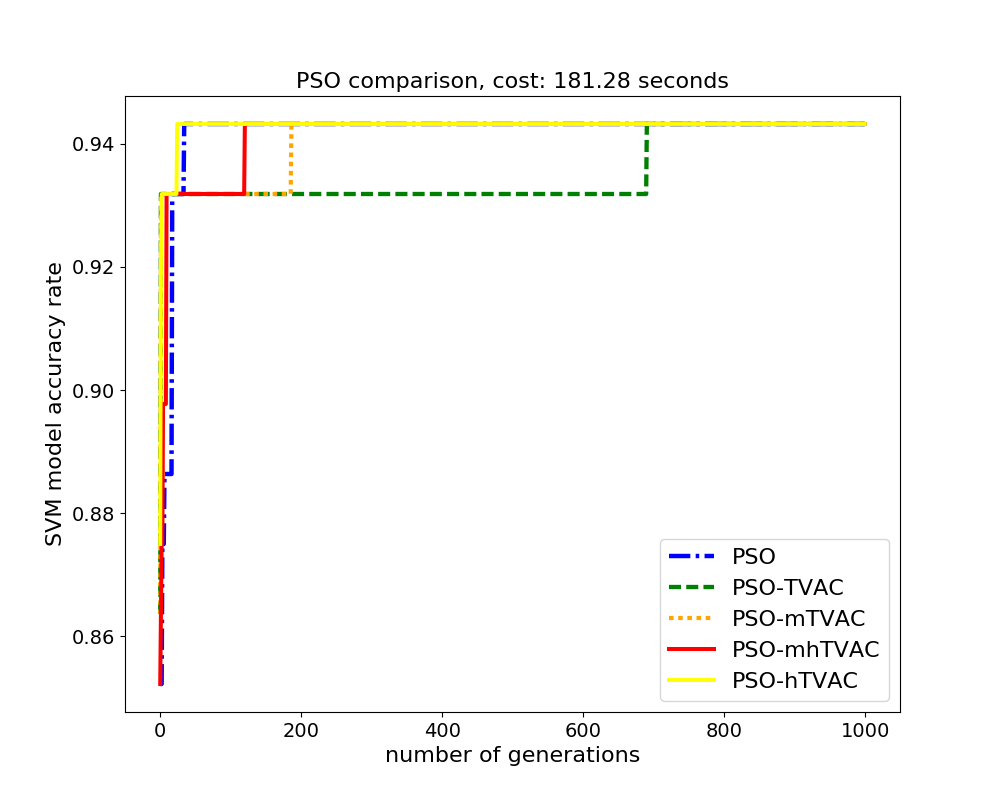 PSO comparison, cost: 181.28 seconds
SVM model accuracy rate
0.94
0.92
0.90
0.88
0.86
0 200 400 600 800 1000
number of generations
PSO
PSO-TVAC
PSO-mTVAC
PSO-mhTVAC
PSO-hTVAC